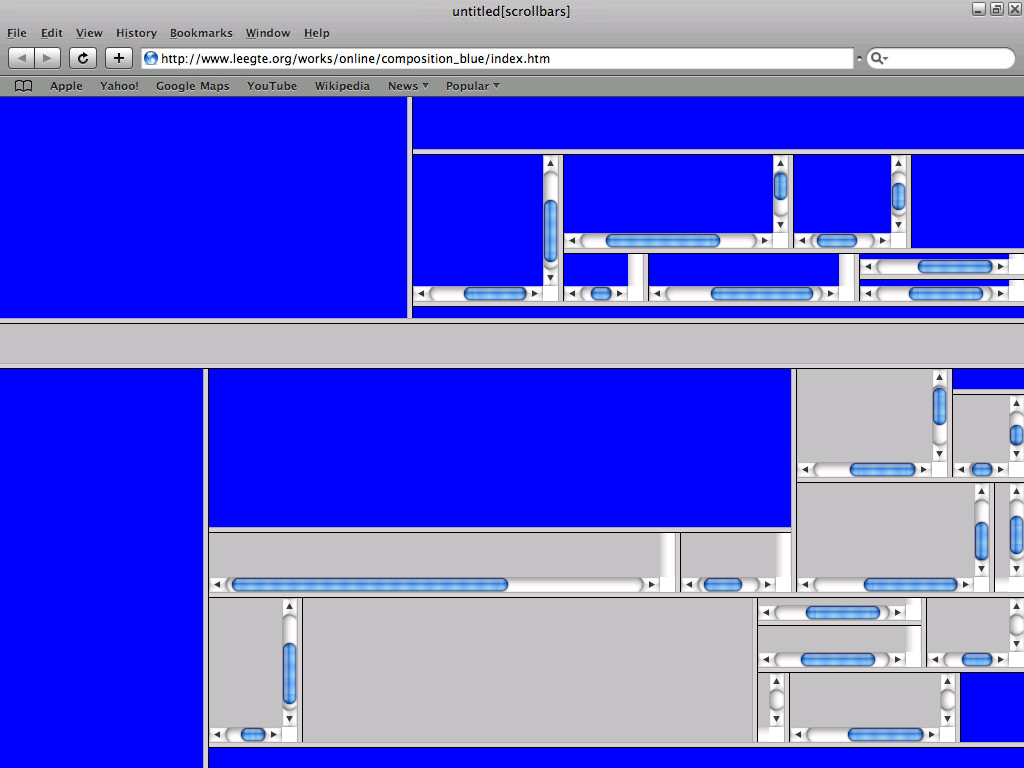 untitled[scrollbars]
File Edit View History Bookmarks Window Help
http://www.leegte.org/works/online/composition_blue/index.htm
Apple Yahoo! Google Maps YouTube Wikipedia News Popular